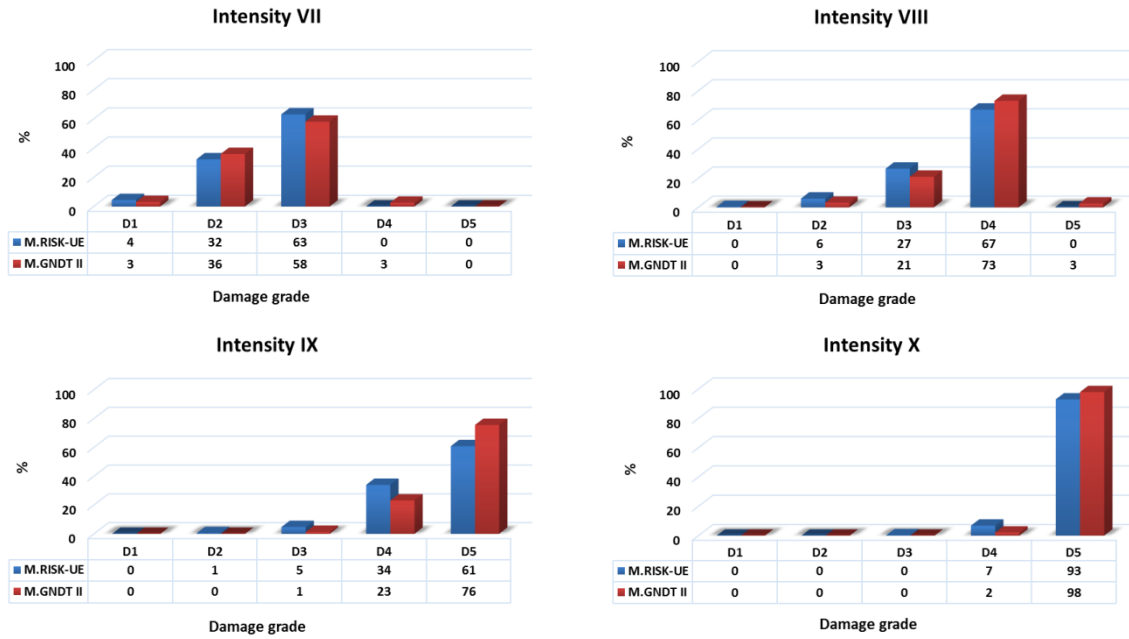 Intensity VII
100
80
60
40
20
0
%
D1 D2 D3 D4 D5
M.RISK-UE 4 32 63 0 0
M.GNDT II 3 36 58 3 0
Damage grade
Intensity VIII
100
80
60
40
20
0
%
D1 D2 D3 D4 D5
M.RISK-UE 0 6 27 67 0
M.GNDT II 0 3 21 73 3
Damage grade
Intensity IX
100
80
60
40
20
0
%
D1 D2 D3 D4 D5
M.RISK-UE 0 1 5 34 61
M.GNDT II 0 0 1 23 76
Damage grade
Intensity X
100
80
60
40
20
0
%
D1 D2 D3 D4 D5
M.RISK-UE 0 0 0 7 93
M.GNDT II 0 0 0 2 98
Damage grade